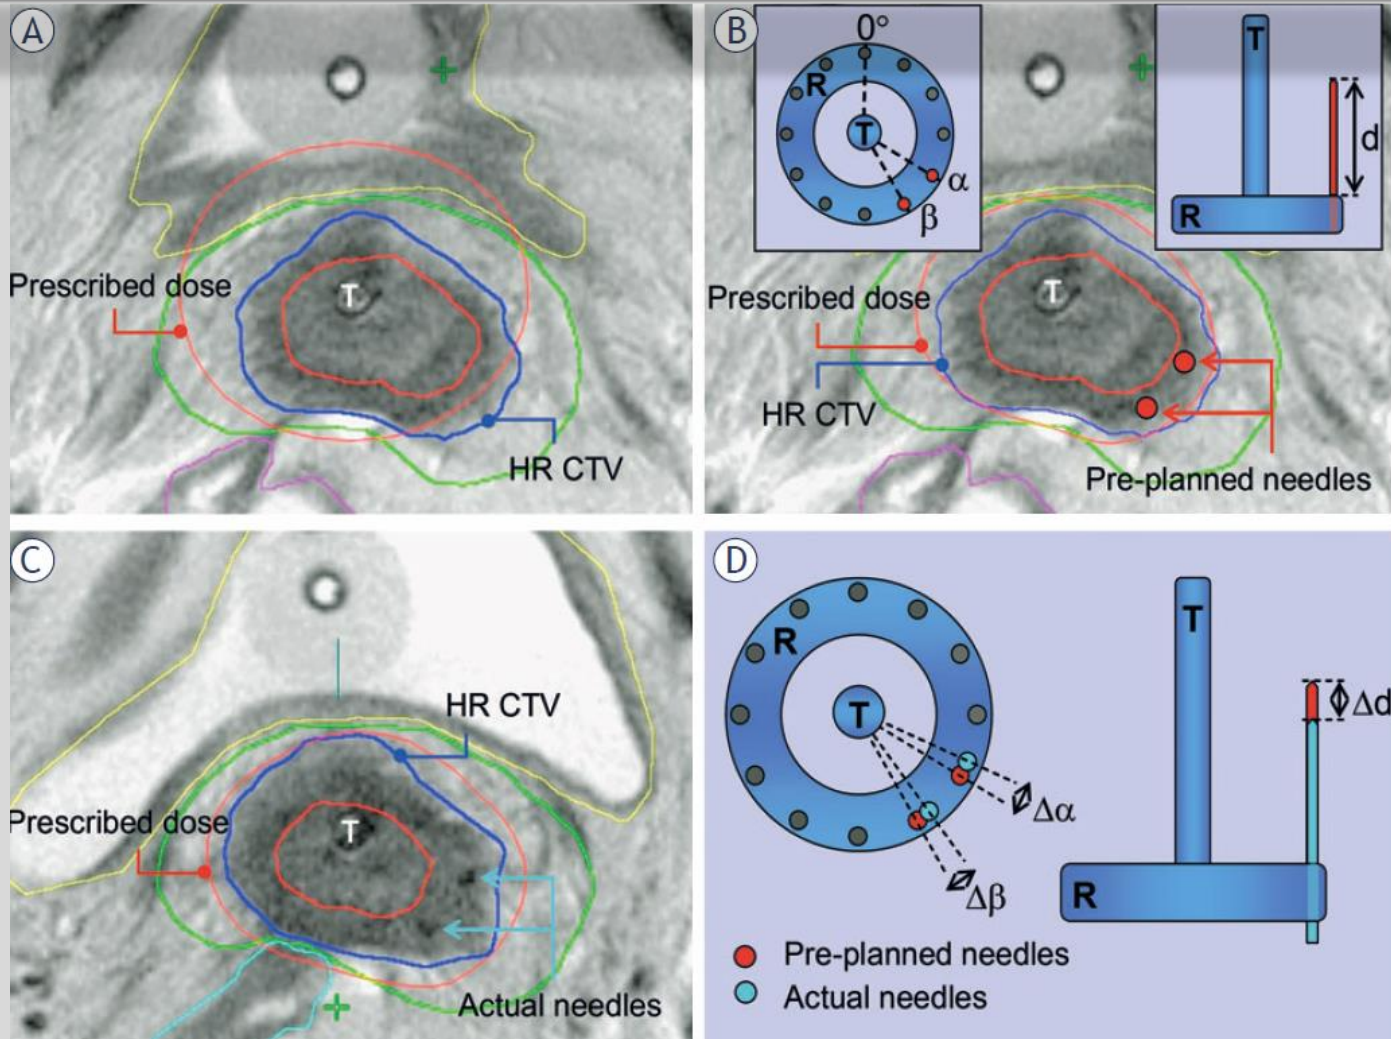 A
Prescribed dose
T
HR CTV
B
0°
R
T
α
β
T
d
R
Prescribed dose
T
HR CTV
Pre-planned needles
C
HR CTV
Prescribed dose
T
Actual needles
D
R
T
Δα
Δβ
T
Δd
R
Pre-planned needles
Actual needles